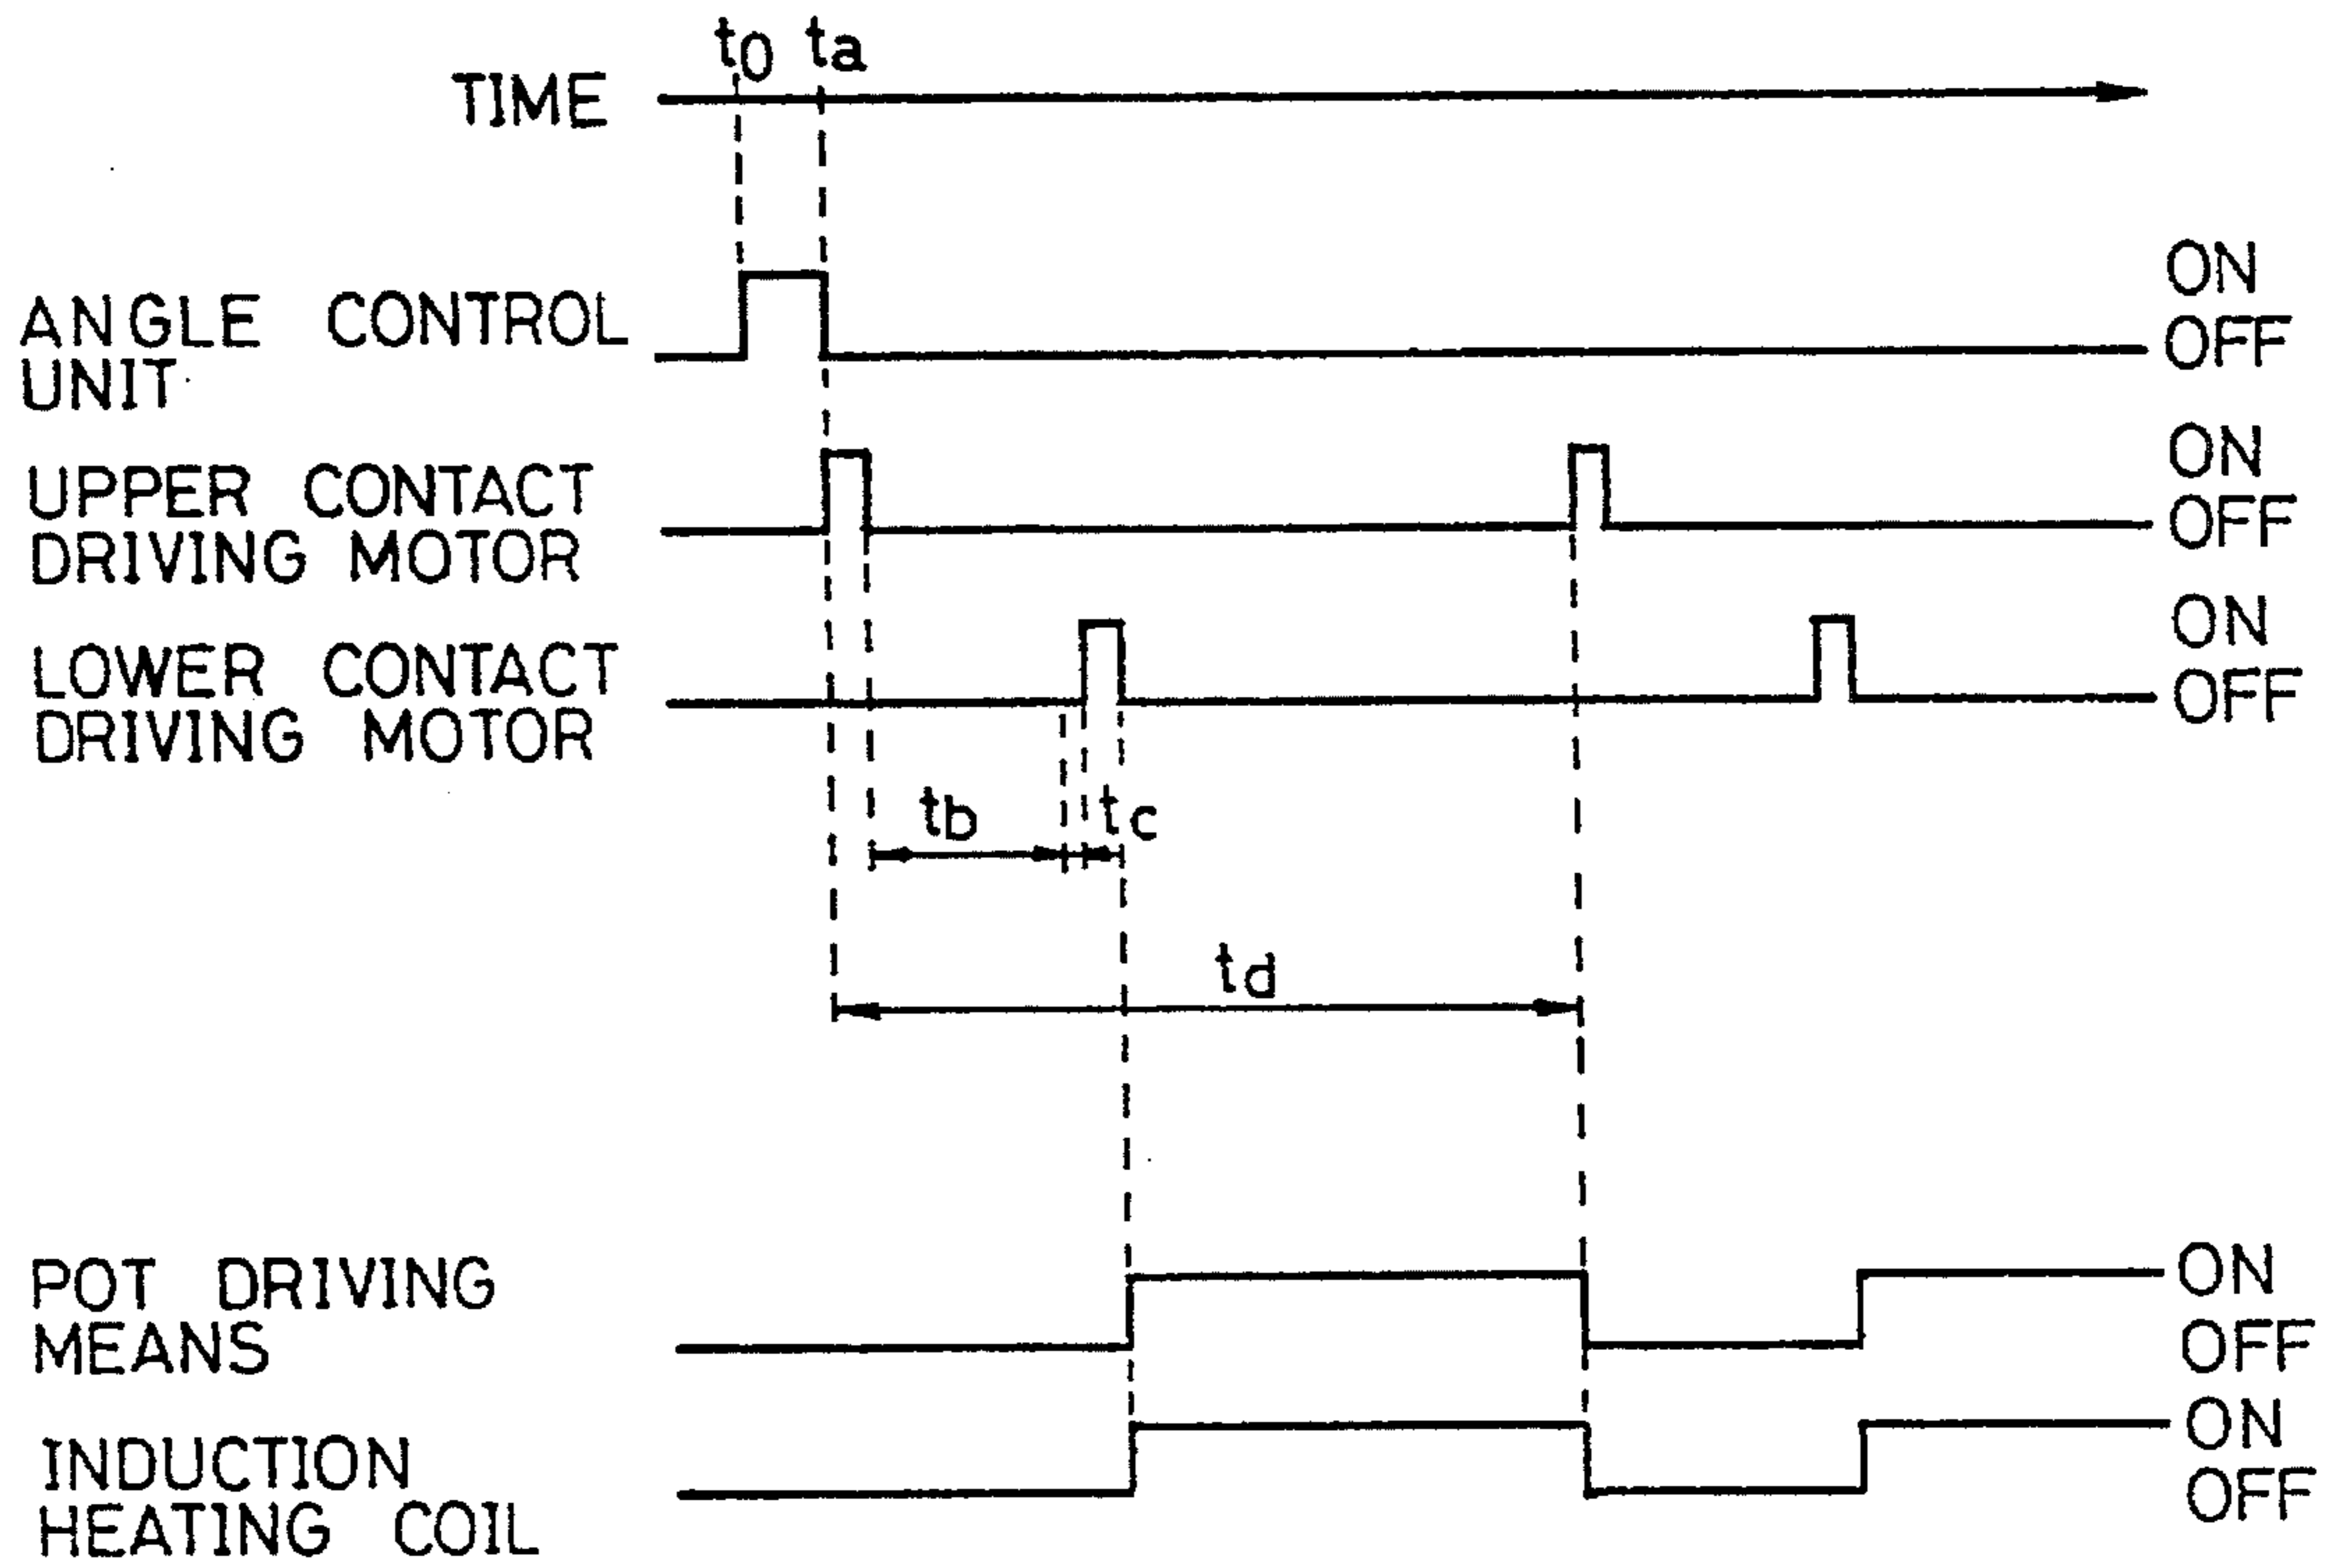 t0 ta
TIME
ON
ANGLE CONTROL
OFF
UNIT
ON
UPPER CONTACT
OFF
DRIVING MOTOR
ON
LOWER CONTACT
OFF
DRIVING MOTOR
tb tc
td
POT DRIVING
ON
MEANS
OFF
ON
INDUCTION
OFF
HEATING COIL